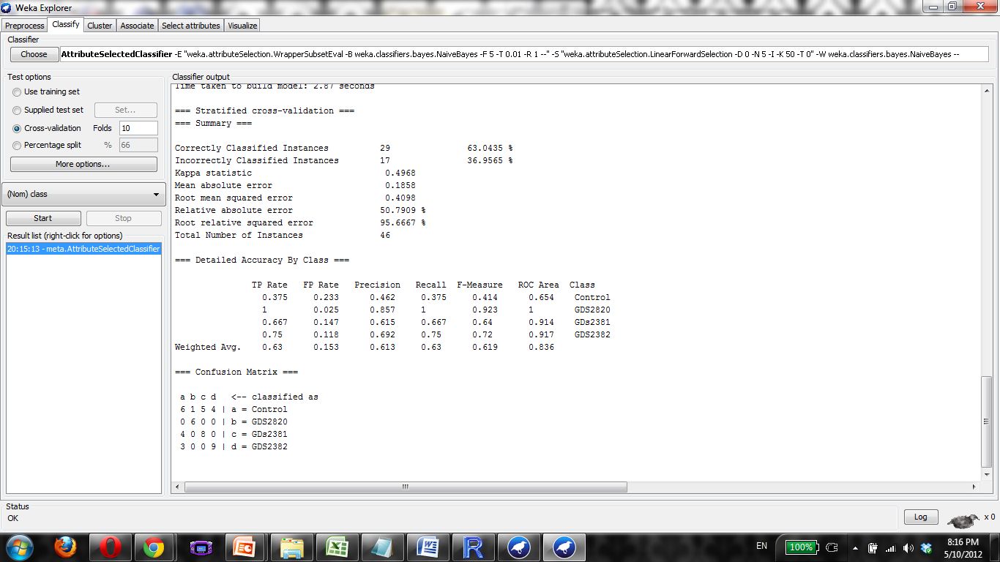 Weka Explorer
Preprocess Classify Cluster Associate Select attributes Visualize
Classifier
Choose AttributeSelectedClassifier -E "weka.attributeSelection.WrapperSubsetEval -B weka.classifiers.bayes.NaiveBayes -F 5 -T 0.01 -R 1 --" -S "weka.attributeSelection.LinearForwardSelection -D 0 -N 5 -I -K 50 -T 0" -W weka.classifiers.bayes.NaiveBayes --
Test options
Use training set
Supplied test set Set...
Cross-validation Folds 10
Percentage split % 66
More options...
(Nom) class
Start Stop
Result list (right-click for options)
20:15:13 - meta.AttributeSelectedClassifier
Classifier output
Time taken to build model: 2.87 seconds
=== Stratified cross-validation ===
=== Summary ===
Correctly Classified Instances 29 63.0435 %
Incorrectly Classified Instances 17 36.9565 %
Kappa statistic 0.4968
Mean absolute error 0.1858
Root mean squared error 0.4098
Relative absolute error 50.7909 %
Root relative squared error 95.6667 %
Total Number of Instances 46
=== Detailed Accuracy By Class ===
TP Rate FP Rate Precision Recall F-Measure ROC Area Class
0.375 0.233 0.462 0.375 0.414 0.654 Control
1 0.025 0.857 1 0.923 1 GDS2820
0.667 0.147 0.615 0.667 0.64 0.914 GDs2381
0.75 0.118 0.692 0.75 0.72 0.917 GDS2382
Weighted Avg. 0.63 0.153 0.613 0.63 0.619 0.836
=== Confusion Matrix ===
a b c d <-- classified as
6 1 5 4 | a = Control
0 6 0 0 | b = GDS2820
4 0 8 0 | c = GDs2381
3 0 0 9 | d = GDS2382
Status
OK
Log
x 0
EN
100%
8:16 PM
5/10/2012